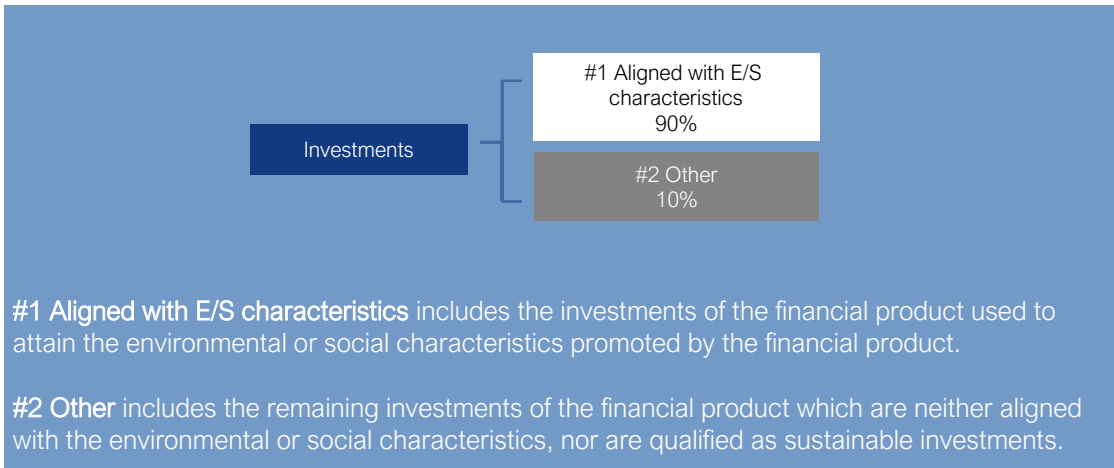 #1 Aligned with E/S
characteristics
90%
Investments
#2 Other
10%
#1 Aligned with E/S characteristics includes the investments of the financial product used to
attain the environmental or social characteristics promoted by the financial product.
#2 Other includes the remaining investments of the financial product which are neither aligned
with the environmental or social characteristics, nor are qualified as sustainable investments.